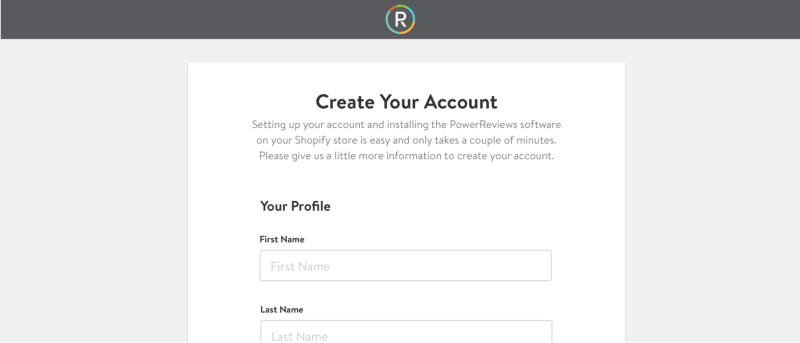 R
Create Your Account
Setting up your account and installing the PowerReviews software
on your Shopify store is easy and only takes a couple of minutes.
Please give us a little more information to create your account.
Your Profile
First Name
First Name
Last Name
Last Name